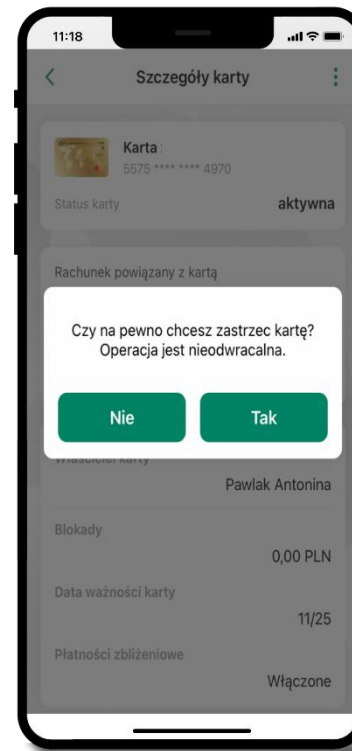 11:18
Szczegóły karty
Karta:
5575 **** **** 4970
Status karty
aktywna
Rachunek powiązany z kartą
Czy na pewno chcesz zastrzec kartę?
Operacja jest nieodwracalna.
Nie
Tak
Właściciel karty
Pawlak Antonina
Blokady
0,00 PLN
Data ważności karty
11/25
Płatności zbliżeniowe
Włączone